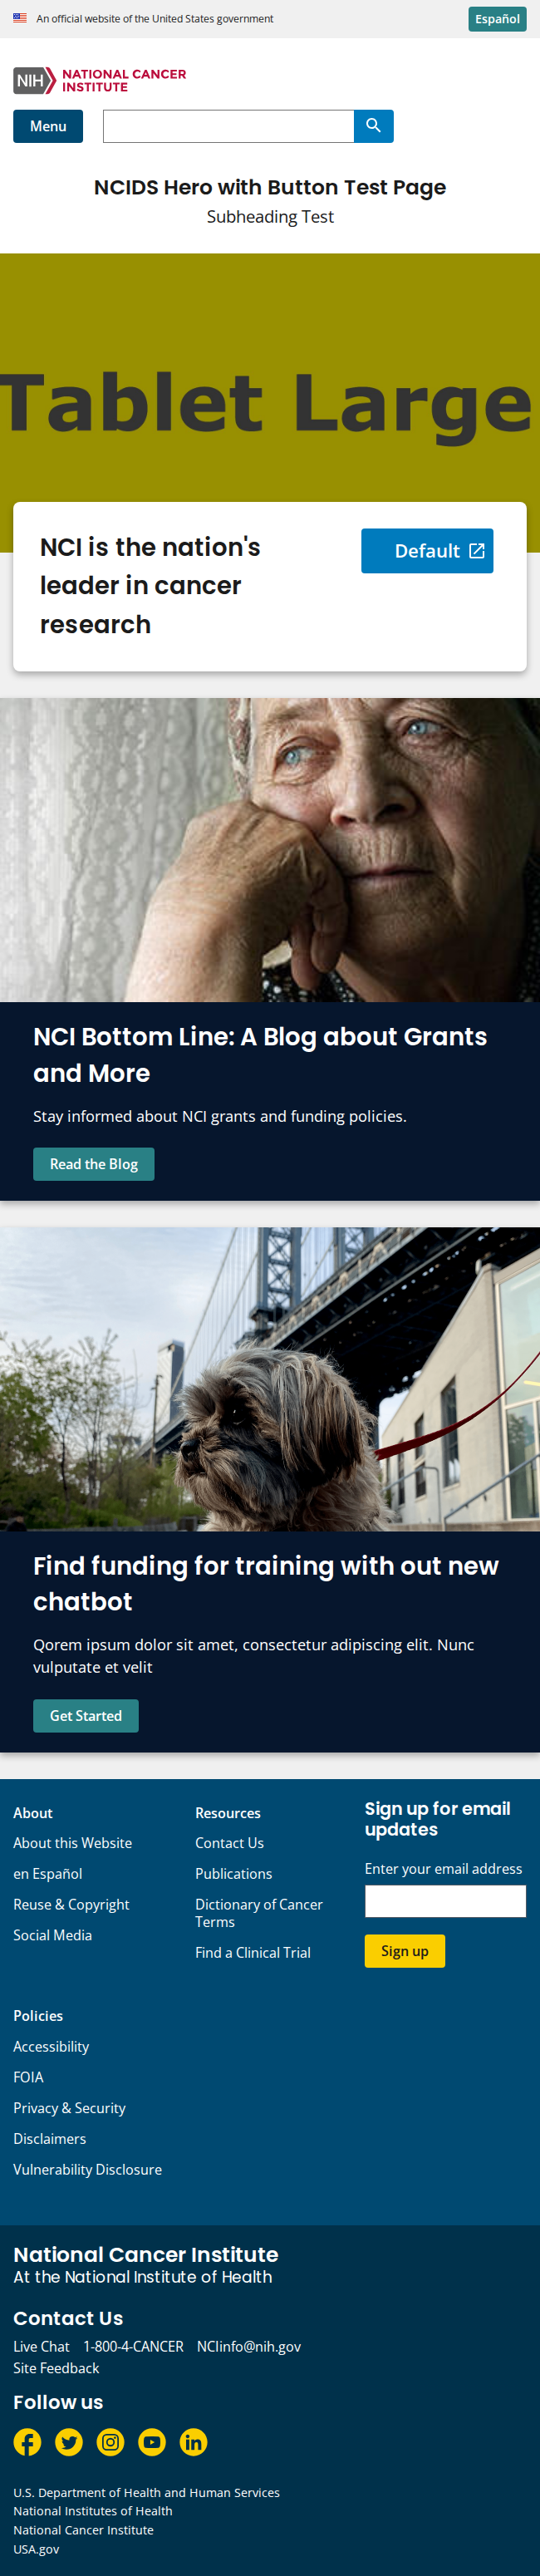 An official website of the United States government
Español
NIH
NATIONAL CANCER
INSTITUTE
Menu
NCIDS Hero with Button Test Page
Subheading Test
Tablet Large
NCI is the nation's
leader in cancer
research
Default
NCI Bottom Line: A Blog about Grants
and More
Stay informed about NCI grants and funding policies.
Read the Blog
Find funding for training with out new
chatbot
Qorem ipsum dolor sit amet, consectetur adipiscing elit. Nunc
vulputate et velit
Get Started
About
About this Website
en Español
Reuse & Copyright
Social Media
Resources
Contact Us
Publications
Dictionary of Cancer
Terms
Find a Clinical Trial
Sign up for email
updates
Enter your email address
Sign up
Policies
Accessibility
FOIA
Privacy & Security
Disclaimers
Vulnerability Disclosure
National Cancer Institute
At the National Institute of Health
Contact Us
Live Chat 1-800-4-CANCER NCIinfo@nih.gov
Site Feedback
Follow us
U.S. Department of Health and Human Services
National Institutes of Health
National Cancer Institute
USA.gov